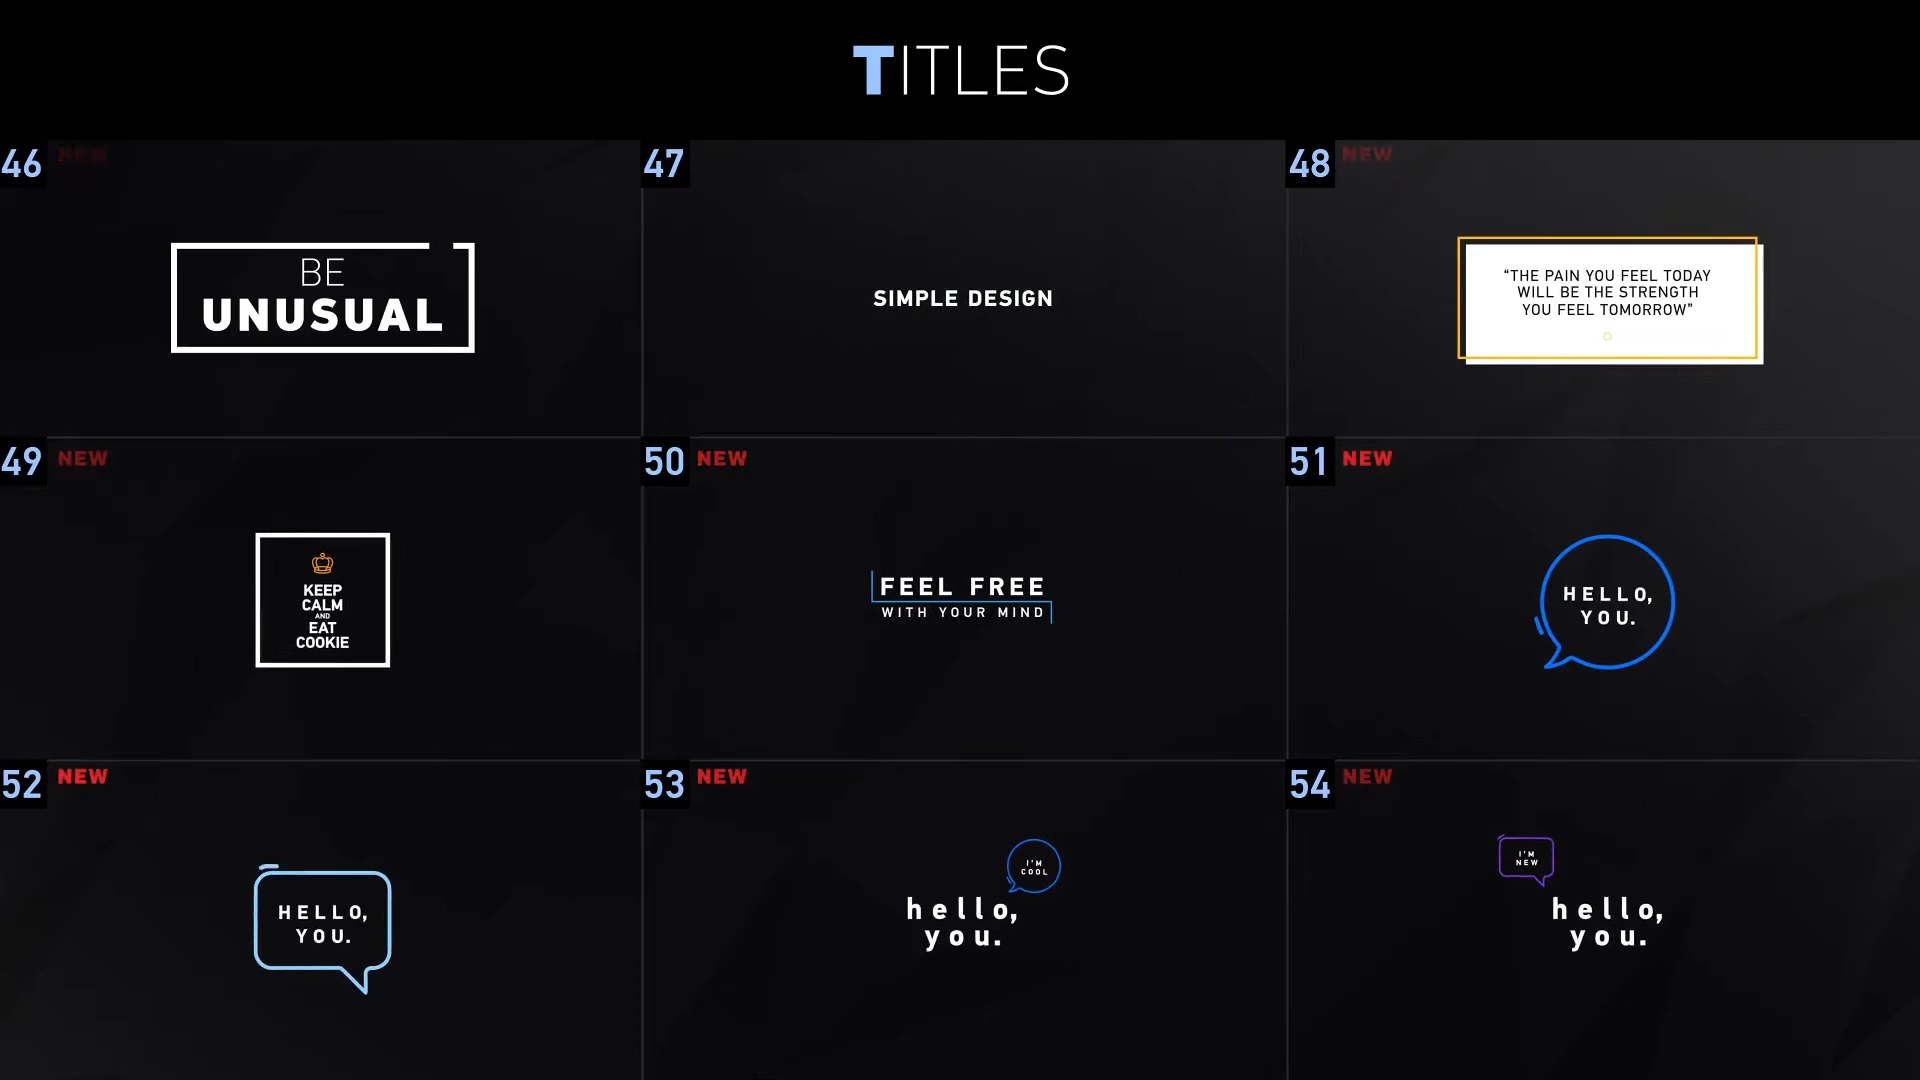 TITLES
46 NEW
BE
UNUSUAL
47
SIMPLE DESIGN
48 NEW
“THE PAIN YOU FEEL TODAY
WILL BE THE STRENGTH
YOU FEEL TOMORROW”
49 NEW
KEEP
CALM
AND
EAT
COOKIE
50 NEW
FEEL FREE
WITH YOUR MIND
51 NEW
HELLO,
YOU.
52 NEW
HELLO,
YOU.
53 NEW
I'M
COOL
hello,
you.
54 NEW
I'M
NEW
hello,
you.